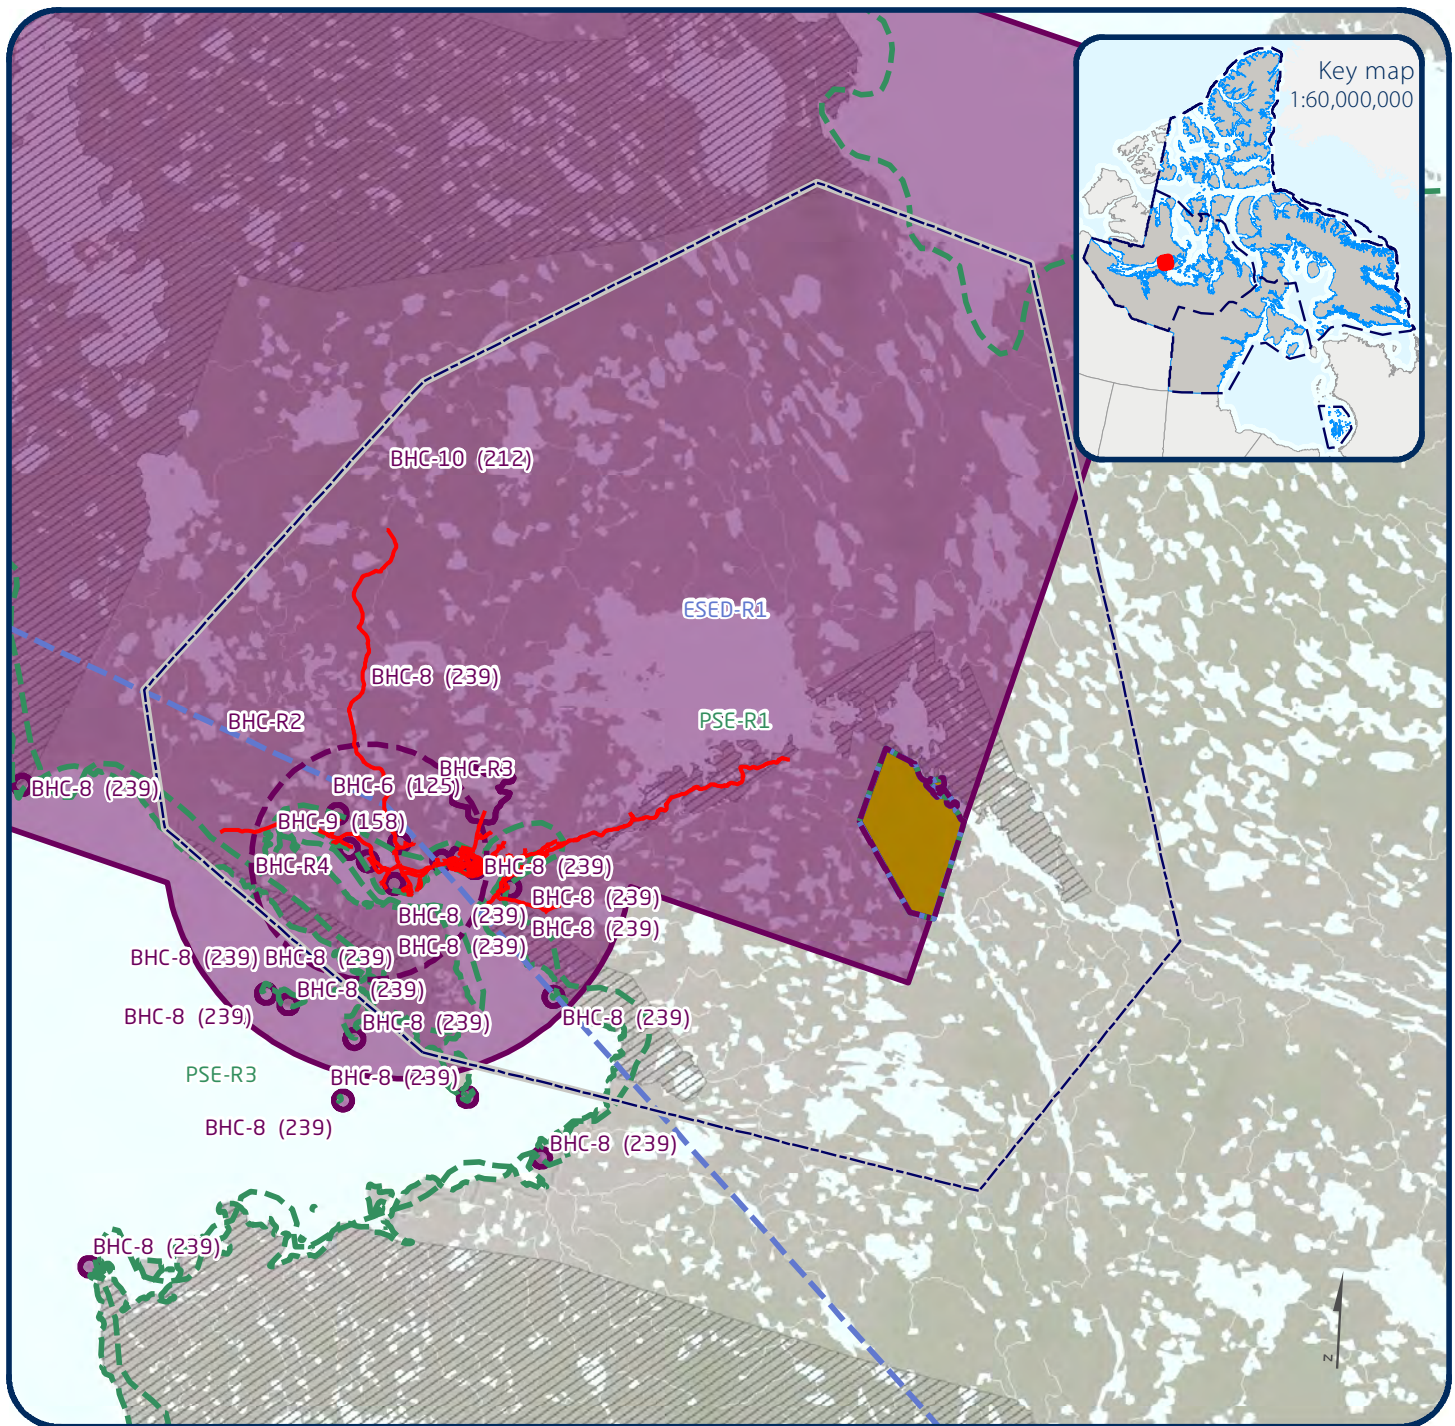 Key map
1:60,000,000
BHC-10 (212)
ESED-R1
BHC-8 (239)
BHC-R2
PSE-R1
BHC-R3
BHC-6 (125)
BHC-8 (239)
BHC-9 (158)
BHC-R4
BHC-8 (239)
BHC-8 (239)
BHC-8 (239)
BHC-8 (239)
BHC-8 (239)
BHC-8 (239)
BHC-8 (239)
BHC-8 (239)
BHC-8 (239)
BHC-8 (239)
BHC-8 (239)
PSE-R3
BHC-8 (239)
BHC-8 (239)
BHC-8 (239)
BHC-8 (239)
N